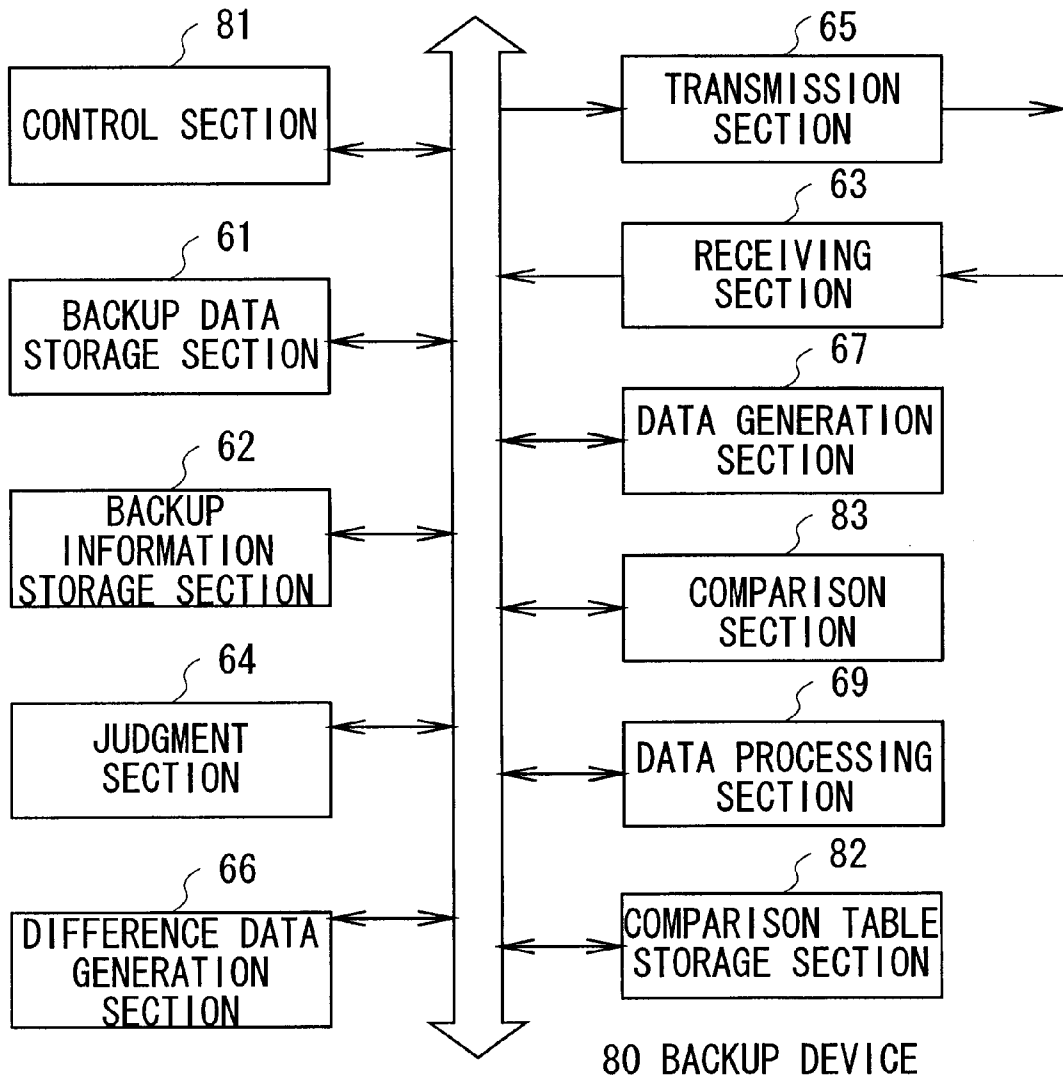 81
CONTROL SECTION
61
BACKUP DATA
STORAGE SECTION
62
BACKUP
INFORMATION
STORAGE SECTION
64
JUDGMENT
SECTION
66
DIFFERENCE DATA
GENERATION
SECTION
65
TRANSMISSION
SECTION
63
RECEIVING
SECTION
67
DATA GENERATION
SECTION
83
COMPARISON
SECTION
69
DATA PROCESSING
SECTION
82
COMPARISON TABLE
STORAGE SECTION
80 BACKUP DEVICE